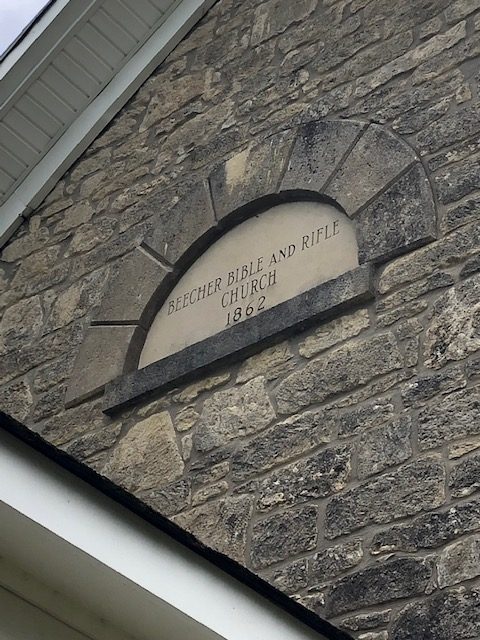 BEECHER BIBLE AND RIFLE
CHURCH
1862